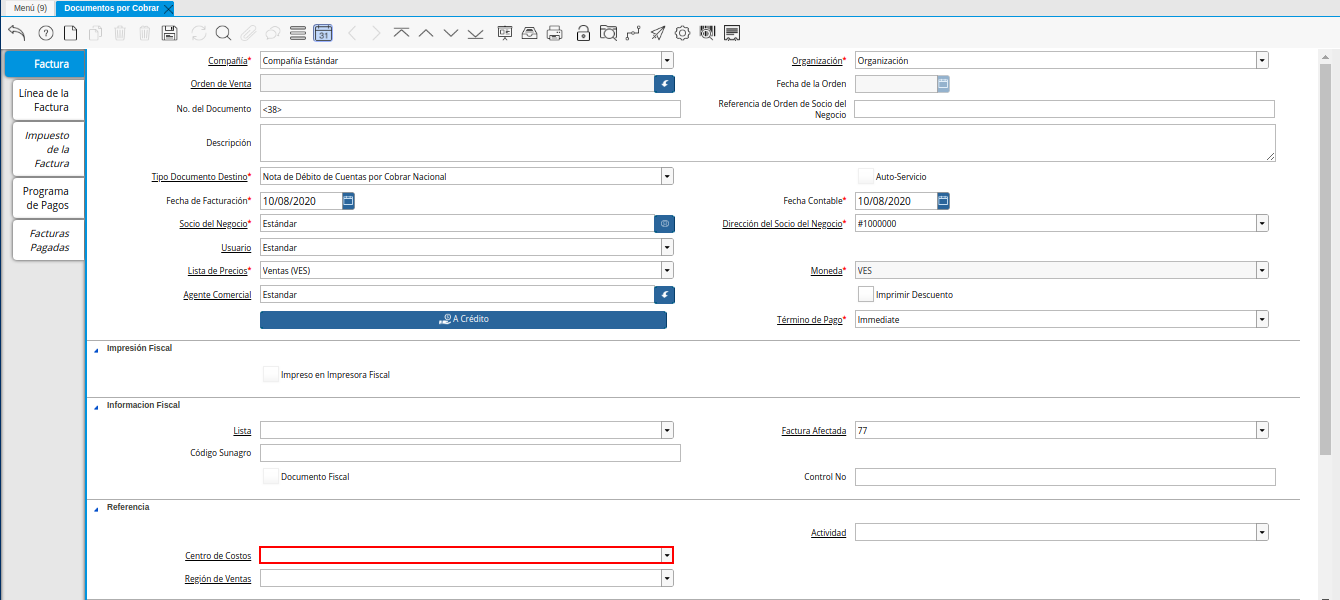 Menú (9)
Documentos por Cobrar
31
Factura
Línea de la
Factura
Impuesto
de la
Factura
Programa
de Pagos
Facturas
Pagadas
Compañía* Compañía Estándar
Organización* Organización
Orden de Venta
Fecha de la Orden
No. del Documento <38>
Referencia de Orden de Socio del
Negocio
Descripción
Tipo Documento Destino* Nota de Débito de Cuentas por Cobrar Nacional
Auto-Servicio
Fecha de Facturación* 10/08/2020
Fecha Contable* 10/08/2020
Socio del Negocio* Estándar
Dirección del Socio del Negocio* #1000000
Usuario Estandar
Lista de Precios* Ventas (VES)
Moneda* VES
Agente Comercial Estandar
Imprimir Descuento
A Crédito
Término de Pago* Immediate
Impresión Fiscal
Impreso en Impresora Fiscal
Informacion Fiscal
Lista
Factura Afectada 77
Código Sunagro
Documento Fiscal
Control No
Referencia
Actividad
Centro de Costos
Región de Ventas